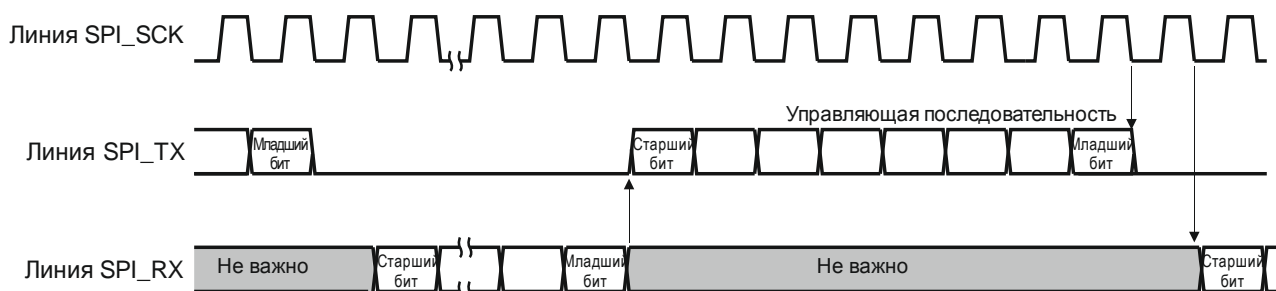 Линия SPI_SCK
Управляющая последовательность
Линия SPI_TX
Младший
бит
Старший
бит
Младший
бит
Линия SPI_RX
Не важно
Старший
бит
Младший
бит
Не важно
Старший
бит